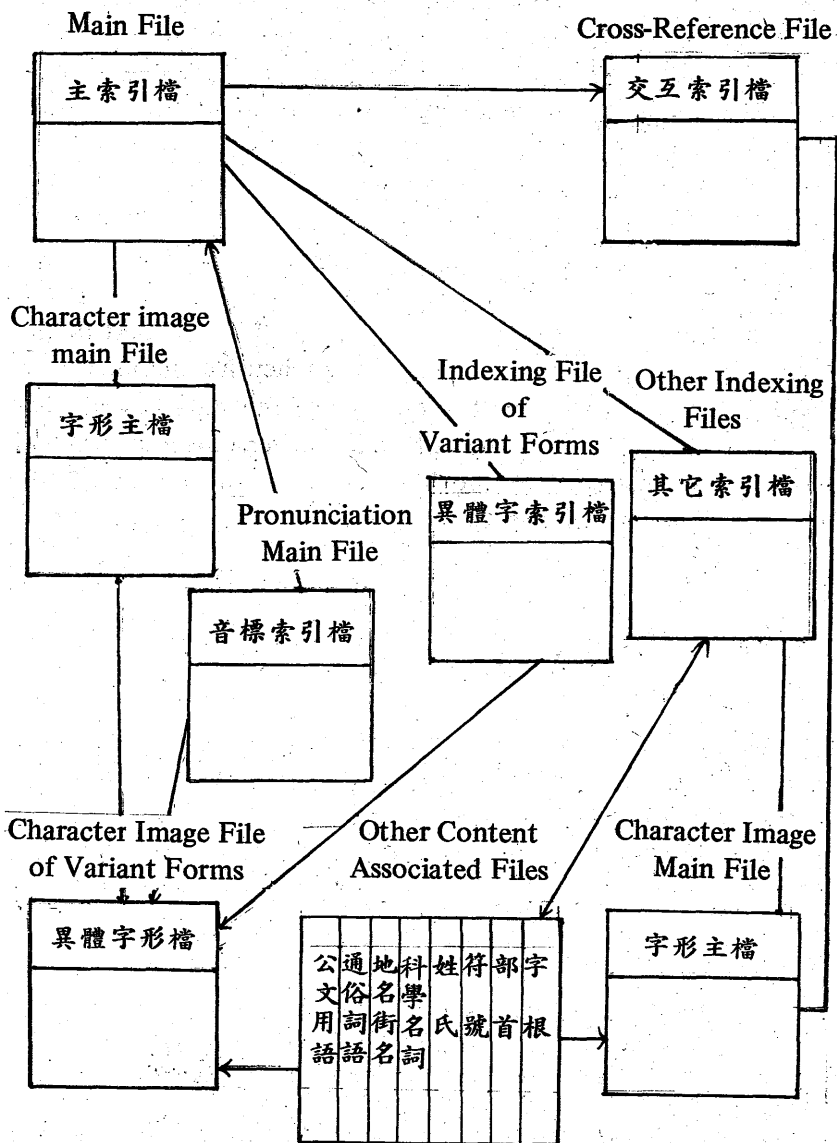 Main File
主索引檔
Cross-Reference File
交互索引檔
Character image
main File
字形主檔
Indexing File
of
Variant Forms
異體字索引檔
Other Indexing
Files
其它索引檔
Pronunciation
Main File
音標索引檔
Character Image File
of Variant Forms
異體字形檔
Other Content
Associated Files
公文用語
通俗詞語
地名街名
科學名詞
姓氏
符號
部首
字根
Character Image
Main File
字形主檔